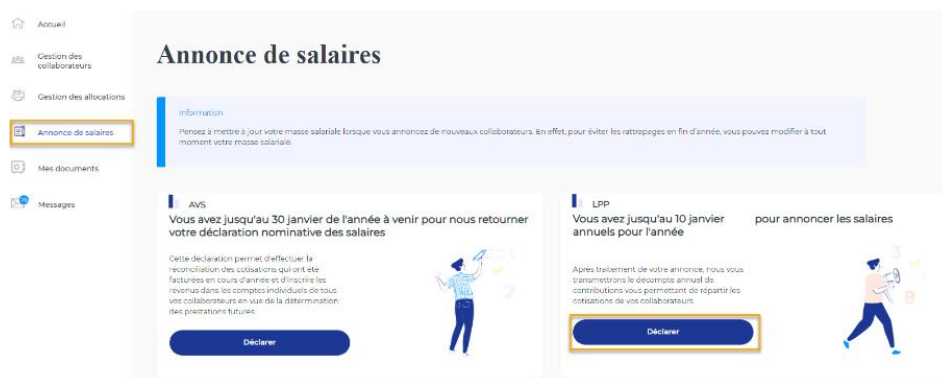 Accueil
Gestion des
collaborateurs
Gestion des allocations
Annonce de salaires
Mes documents
Messages
Annonce de salaires
Information
Pensez à mettre à jour votre masse salariale lorsque vous annoncez de nouveaux collaborateurs. En effet, pour éviter les rattrapages en fin d'année, vous pouvez modifier à tout
moment votre masse salariale.
AVS
Vous avez jusqu'au 30 janvier de l'année à venir pour nous retourner
votre déclaration nominative des salaires
Cette déclaration permet d'effectuer la
réconciliation des cotisations qui ont été
facturées en cours d'année et d'inscrire les
revenus dans les comptes individuels de tous
vos collaborateurs en vue de la détermination
des prestations futures.
Déclarer
LPP
Vous avez jusqu'au 10 janvier pour annoncer les salaires
annuels pour l'année
Après traitement de votre annonce, nous vous
transmettrons le décompte annuel de
contributions vous permettant de répartir les
cotisations de vos collaborateurs.
Déclarer